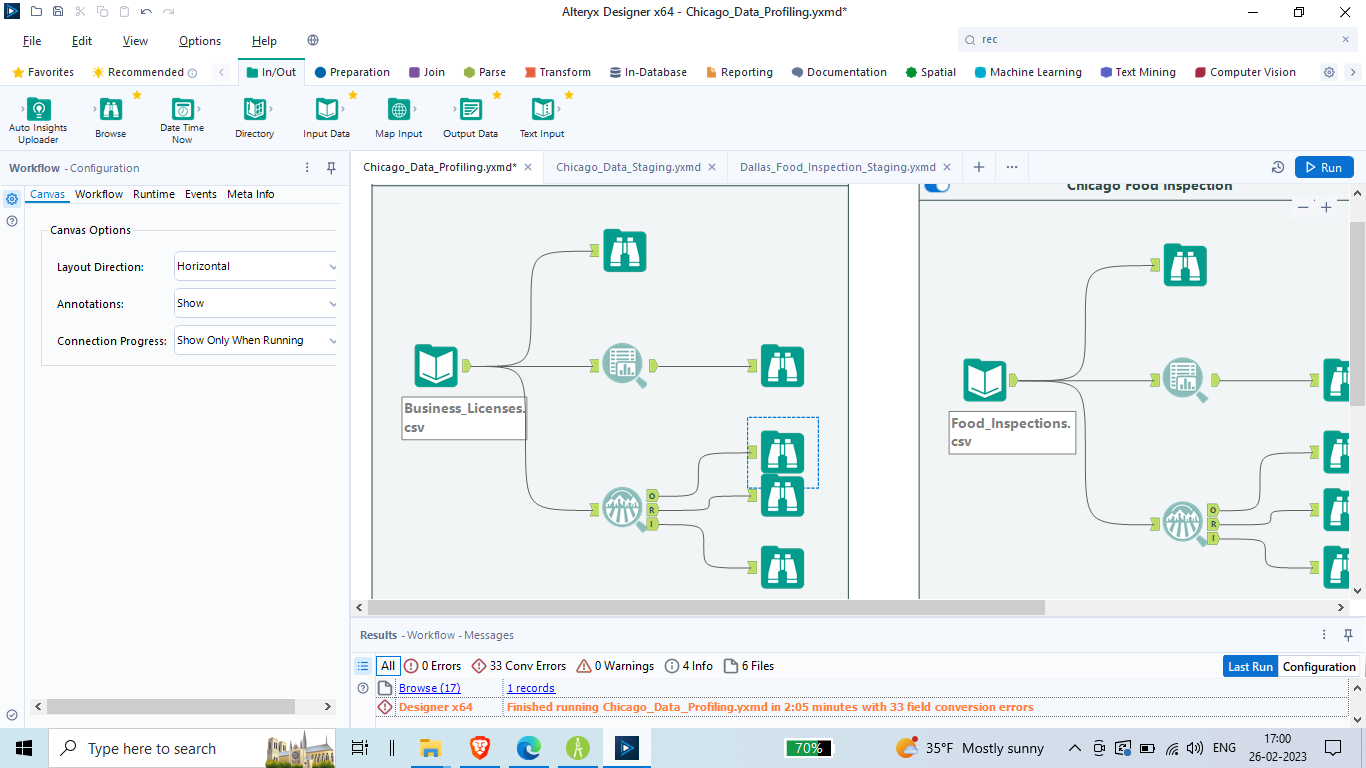 Alteryx Designer x64 - Chicago_Data_Profiling.yxmd*
File Edit View Options Help
rec
Favorites Recommended In/Out Preparation Join Parse Transform In-Database Reporting Documentation Spatial Machine Learning Text Mining Computer Vision
Auto Insights Uploader
Browse
Date Time Now
Directory
Input Data
Map Input
Output Data
Text Input
Workflow - Configuration
Chicago_Data_Profiling.yxmd*
Chicago_Data_Staging.yxmd
Dallas_Food_Inspection_Staging.yxmd
Run
Canvas Workflow Runtime Events Meta Info
Canvas Options
Layout Direction: Horizontal
Annotations: Show
Connection Progress: Show Only When Running
Chicago Food Inspection
Business_Licenses.
csv
O
R
I
Food_Inspections.
csv
O
R
I
Results - Workflow - Messages
All 0 Errors 33 Conv Errors 0 Warnings 4 Info 6 Files
Last Run Configuration
Browse (17) 1 records
Designer x64 Finished running Chicago_Data_Profiling.yxmd in 2:05 minutes with 33 field conversion errors
Type here to search
70%
35°F Mostly sunny
ENG
17:00
26-02-2023